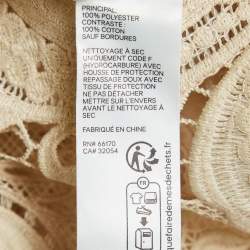 PRINCIPAL:
100% POLYESTER
CONTRASTE:
100% COTON
SAUF BORDURES
NETTOYAGE À SEC
UNIQUEMENT CODE F
(HYDROCARBURE) AVEC
HOUSSE DE PROTECTION
REPASSAGE DOUX AVEC
TISSU DE PROTECTION
NE PAS DÉTACHER
METTRE SUR L'ENVERS
AVANT LE NETTOYAGE
À SEC
FABRIQUÉ EN CHINE
RN# 66170
CA# 32054
FR
quefairedemesdechets.fr